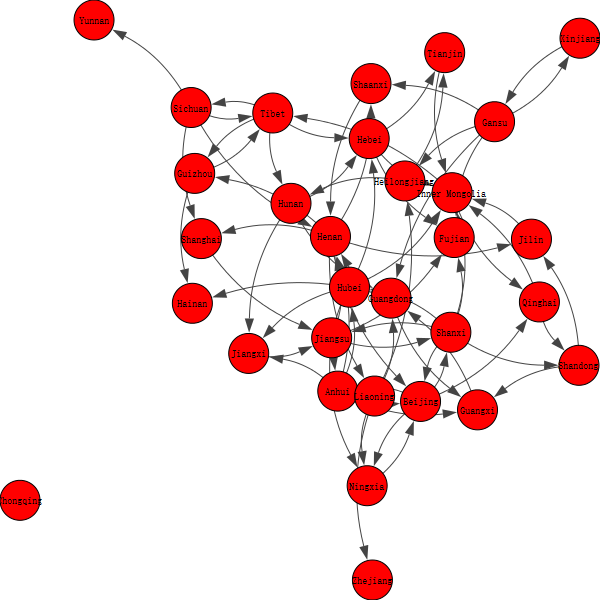 Yunnan
Xinjiang
Tianjin
Shaanxi
Sichuan
Tibet
Gansu
Hebei
Guizhou
Heilongjiang
Inner Mongolia
Hunan
Shanghai
Henan
Fujian
Jilin
Hubei
Guangdong
Hainan
Qinghai
Jiangsu
Shanxi
Jiangxi
Shandong
Anhui
Liaoning
Beijing
Guangxi
Ningxia
Chongqing
Zhejiang